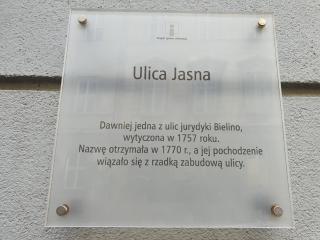 Ulica Jasna
Dawniej jedna z ulic jurydyki Bielino,
wytyczona w 1757 roku.
Nazwę otrzymała w 1770 r., a jej pochodzenie
wiązało się z rzadką zabudową ulicy.